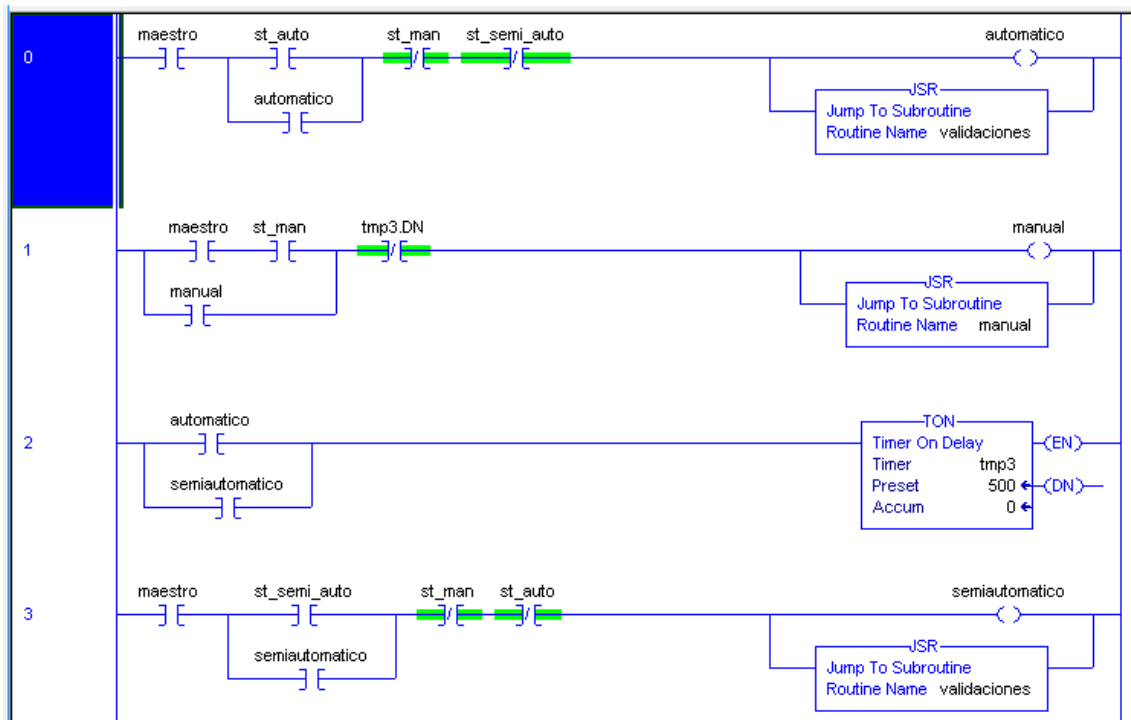 maestro st_auto st_man st_semi_auto automatico
0
automatico
JSR
Jump To Subroutine
Routine Name validaciones
maestro st_man tmp3.DN manual
1
manual
JSR
Jump To Subroutine
Routine Name manual
automatico
2
TON
Timer On Delay (EN)
Timer tmp3
semiautomatico
Preset 500 (DN)
Accum 0
maestro st_semi_auto st_man st_auto semiautomatico
3
semiautomatico
JSR
Jump To Subroutine
Routine Name validaciones